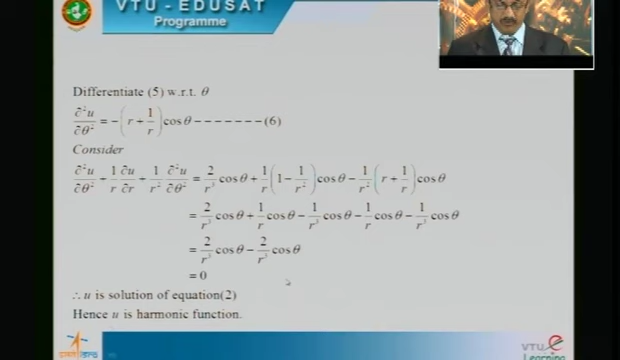 VTU - EDUSAT
Programme
Differentiate (5) w.r.t. θ
∂²u/∂θ² = -(r + 1/r) cos θ - - - - - - - (6)
Consider
∂²u/∂θ² + 1/r ∂u/∂r + 1/r² ∂²u/∂θ² = 2/r³ cos θ + 1/r (1 - 1/r²) cos θ - 1/r² (r + 1/r) cos θ
= 2/r³ cos θ + 1/r cos θ - 1/r³ cos θ - 1/r cos θ - 1/r³ cos θ
= 2/r³ cos θ - 2/r³ cos θ
= 0
∴ u is solution of equation(2)
Hence u is harmonic function.
VTU e
Learning